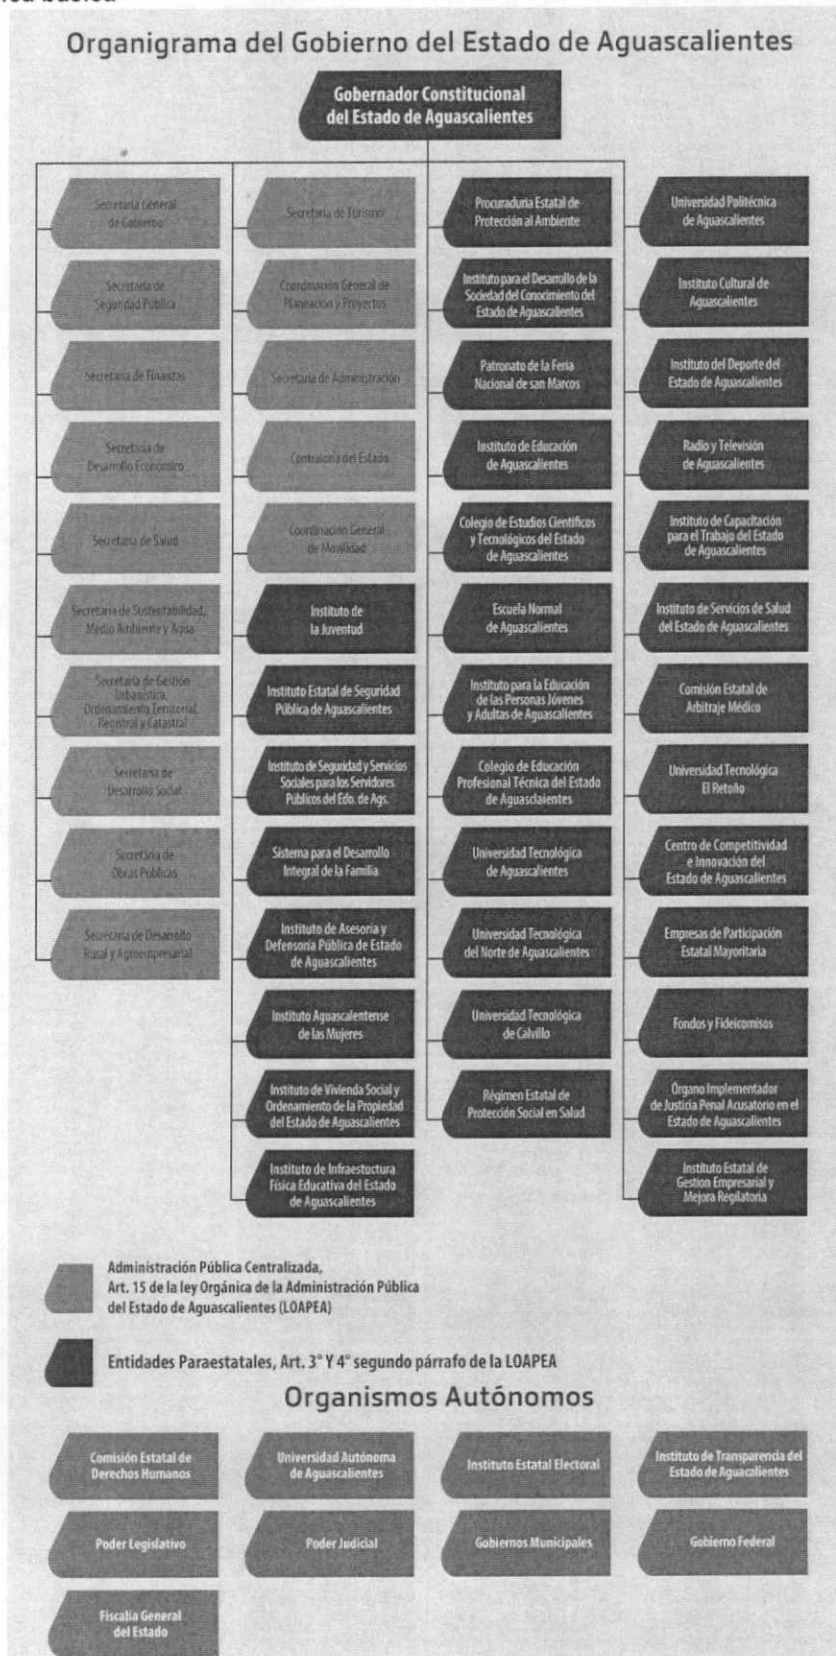 Organigrama del Gobierno del Estado de Aguascalientes
Gobernador Constitucional
del Estado de Aguascalientes
Secretaría General
de Gobierno
Secretaría de
Seguridad Pública
Secretaría de Finanzas
Secretaría de
Desarrollo Económico
Secretaría de Salud
Secretaría de Sustentabilidad,
Medio Ambiente y Agua
Secretaría de Gestión
Urbanística,
Ordenamiento Territorial,
Registral y Catastral
Secretaría de
Desarrollo Social
Secretaría de
Obras Públicas
Secretaría de Desarrollo
Rural y Agroempresarial
Secretaría de Turismo
Coordinación General de
Planeación y Proyectos
Secretaría de Administración
Contraloría del Estado
Coordinación General
de Movilidad
Instituto de
la Juventud
Instituto Estatal de Seguridad
Pública de Aguascalientes
Instituto de Seguridad y Servicios
Sociales para los Servidores
Públicos del Edo. de Ags.
Sistema para el Desarrollo
Integral de la Familia
Instituto de Asesoría y
Defensoría Pública de Estado
de Aguascalientes
Instituto Aguascalentense
de las Mujeres
Instituto de Vivienda Social y
Ordenamiento de la Propiedad
del Estado de Aguascalientes
Instituto de Infraestuctura
Física Educativa del Estado
de Aguascalientes
Procuraduría Estatal de
Protección al Ambiente
Instituto para el Desarrollo de la
Sociedad del Conocimiento del
Estado de Aguascalientes
Patronato de la Feria
Nacional de san Marcos
Instituto de Educación
de Aguascalientes
Colegio de Estudios Científicos
y Tecnológicos del Estado
de Aguascalientes
Escuela Normal
de Aguascalientes
Instituto para la Educación
de las Personas Jóvenes
y Adultas de Aguascalientes
Colegio de Educación
Profesional Técnica del Estado
de Aguasclaientes
Universidad Tecnológica
de Aguascalientes
Universidad Tecnológica
del Norte de Aguascalientes
Universidad Tecnológica
de Calvillo
Régimen Estatal de
Protección Social en Salud
Universidad Politécnica
de Aguascalientes
Instituto Cultural de
Aguascalientes
Instituto del Deporte del
Estado de Aguascalientes
Radio y Televisión
de Aguascalientes
Instituto de Capacitación
para el Trabajo del Estado
de Aguascalientes
Instituto de Servicios de Salud
del Estado de Aguascalientes
Comisión Estatal de
Arbitraje Médico
Universidad Tecnológica
El Retoño
Centro de Competitividad
e Innovación del
Estado de Aguascalientes
Empresas de Participación
Estatal Mayoritaria
Fondos y Fideicomisos
Órgano Implementador
de Justicia Penal Acusatorio en el
Estado de Aguascalientes
Instituto Estatal de
Gestion Empresarial y
Mejora Regilatoria
Administración Pública Centralizada,
Art. 15 de la ley Orgánica de la Administración Pública
del Estado de Aguascalientes (LOAPEA)
Entidades Paraestatales, Art. 3° Y 4° segundo párrafo de la LOAPEA
Organismos Autónomos
Comisión Estatal de
Derechos Humanos
Universidad Autónoma
de Aguascalientes
Instituto Estatal Electoral
Instituto de Transparencia del
Estado de Aguacalientes
Poder Legislativo
Poder Judicial
Gobiernos Municipales
Gobierno Federal
Fiscalía General
del Estado